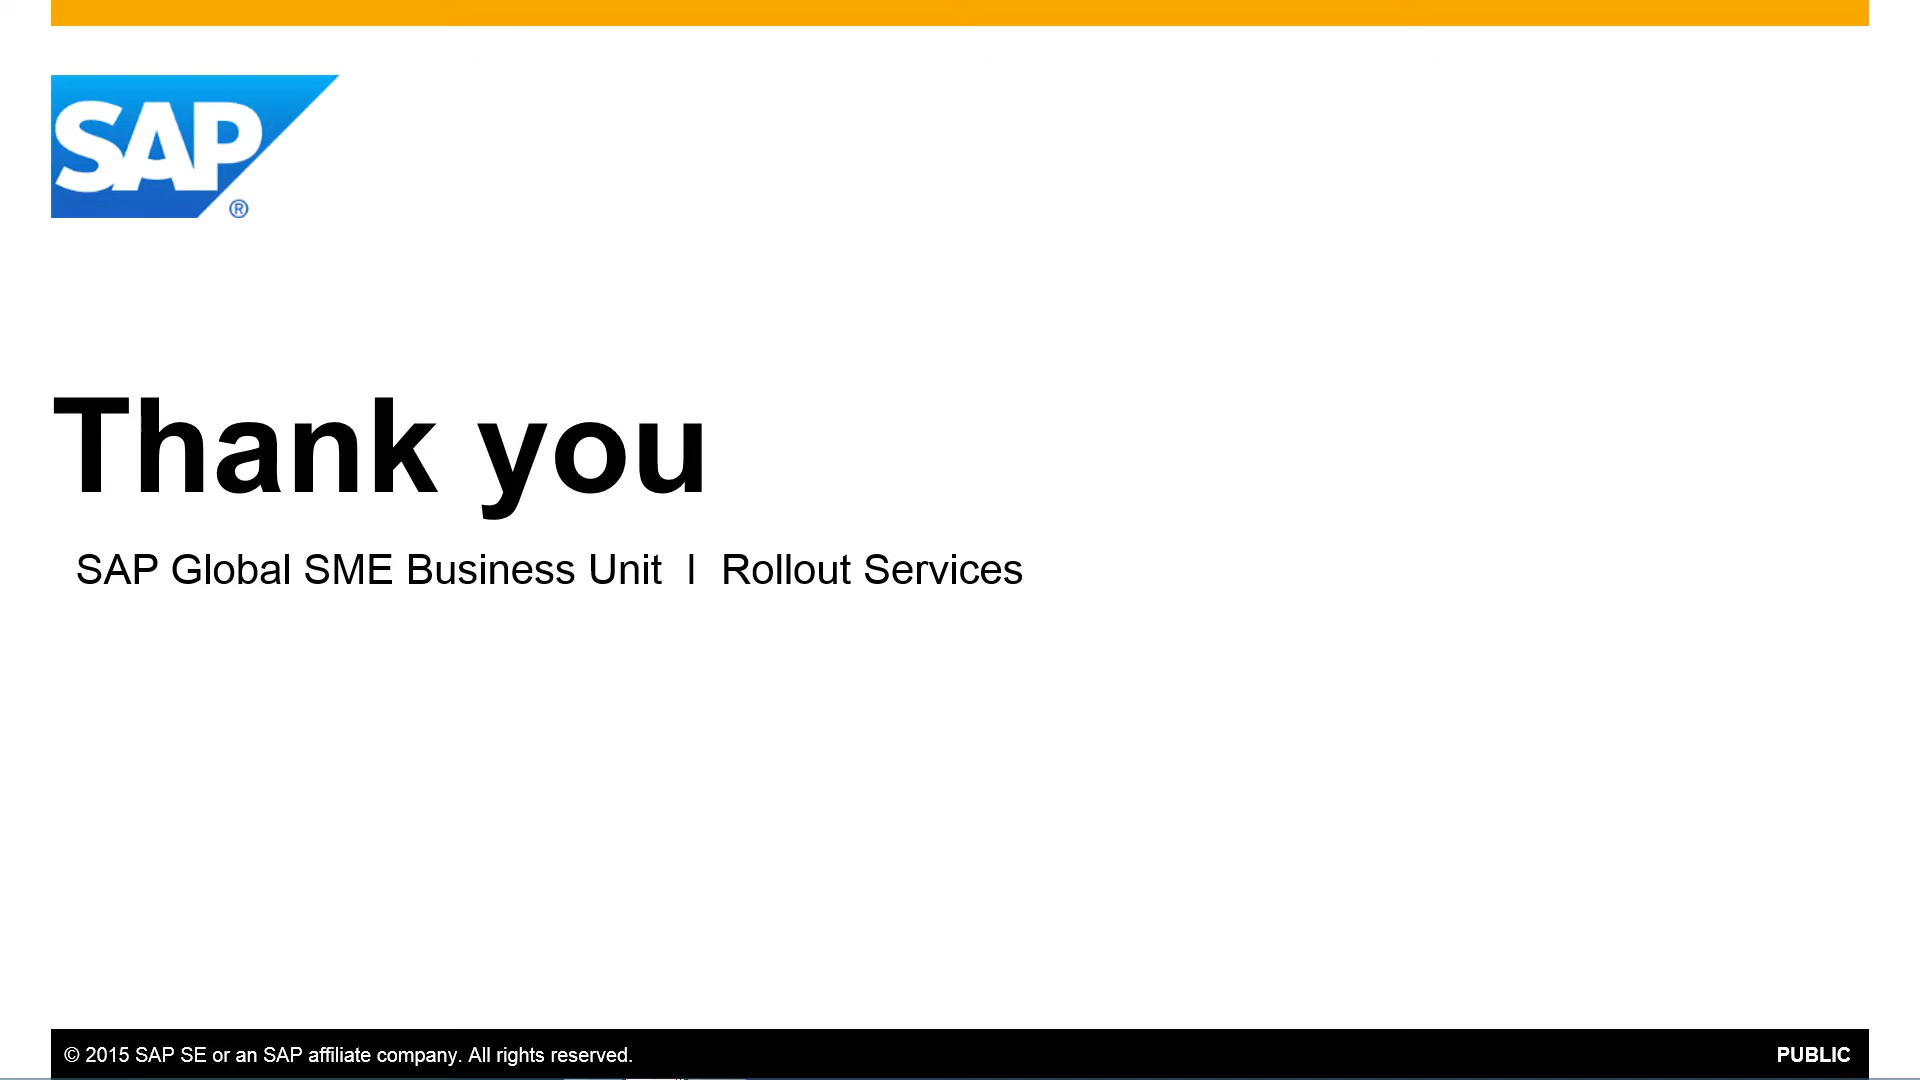 SAP
®
Thank you
SAP Global SME Business Unit I Rollout Services
© 2015 SAP SE or an SAP affiliate company. All rights reserved.
PUBLIC